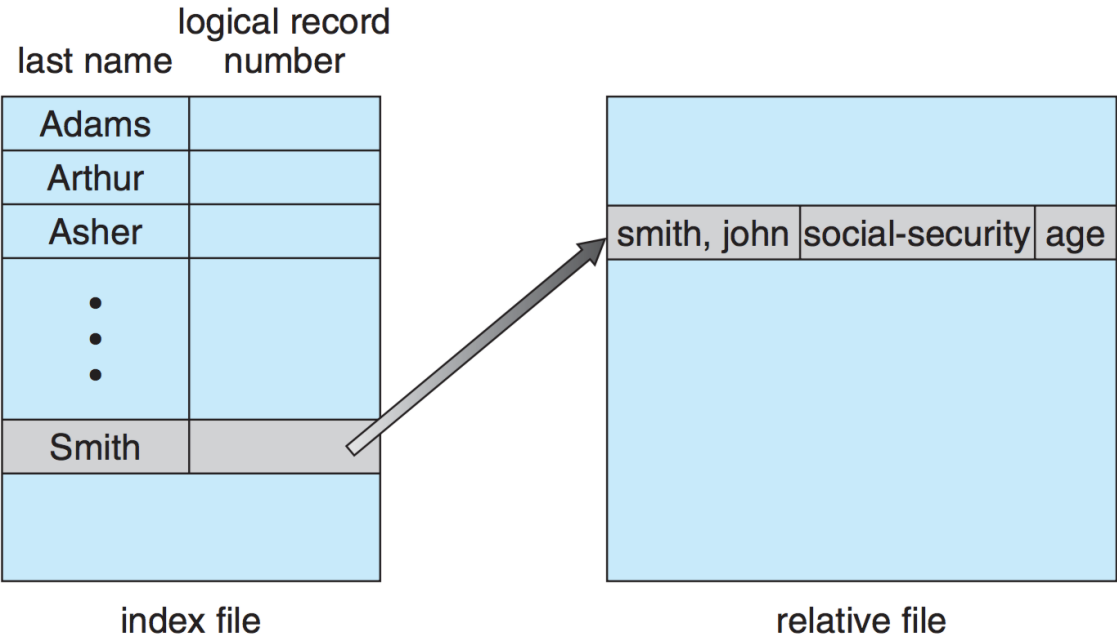 logical record
last name number
Adams
Arthur
Asher
Smith
index file
smith, john social-security age
relative file